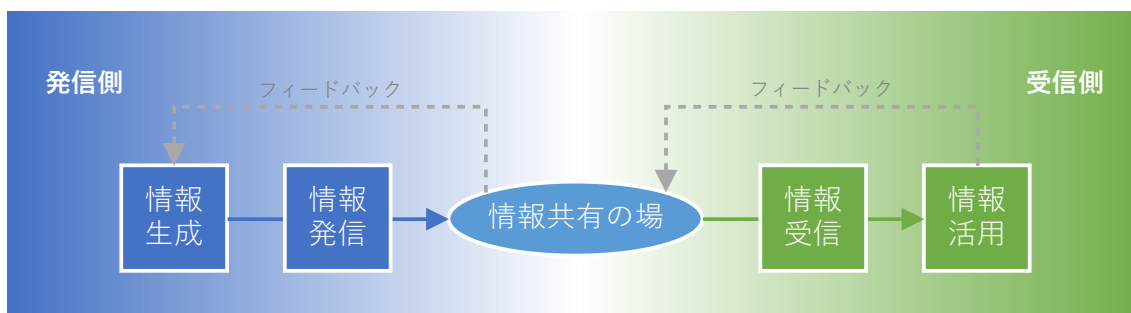 発信側
受信側
フィードバック
フィードバック
情報
生成
情報
発信
情報共有の場
情報
受信
情報
活用